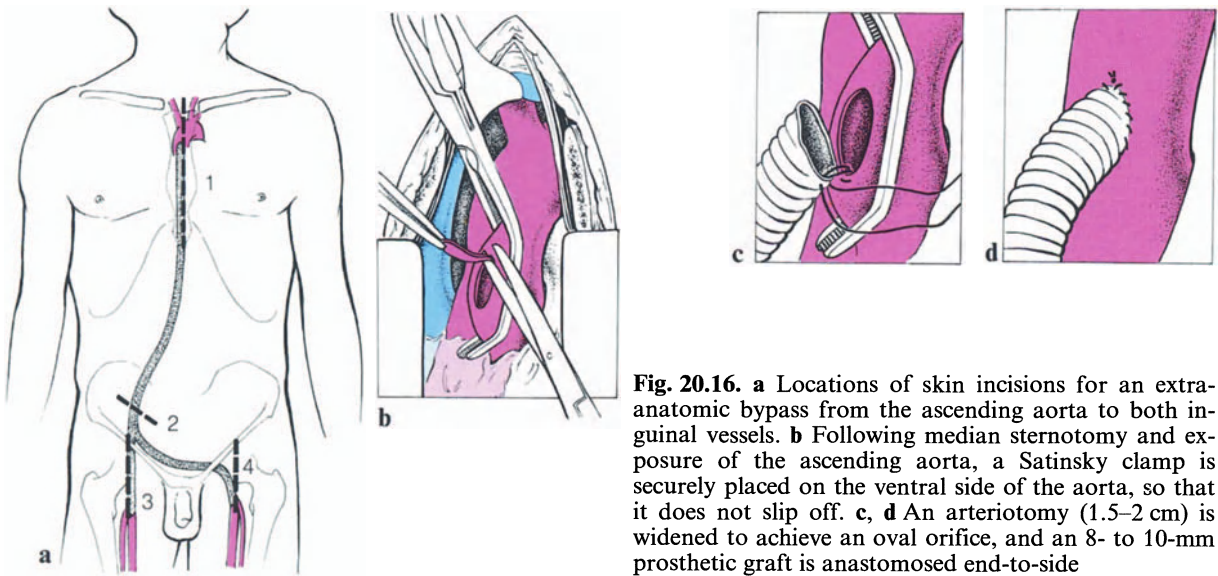 1
2
3
4
a
b
c
d
Fig. 20.16. a Locations of skin incisions for an extra-
anatomic bypass from the ascending aorta to both in-
guinal vessels. b Following median sternotomy and ex-
posure of the ascending aorta, a Satinsky clamp is
securely placed on the ventral side of the aorta, so that
it does not slip off. c, d An arteriotomy (1.5–2 cm) is
widened to achieve an oval orifice, and an 8- to 10-mm
prosthetic graft is anastomosed end-to-side